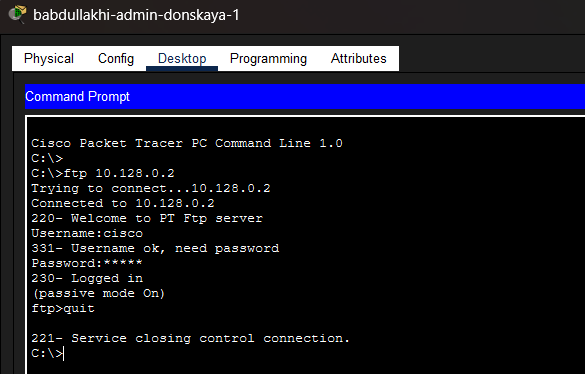 babdullakhi-admin-donskaya-1
Physical Config Desktop Programming Attributes
Command Prompt
Cisco Packet Tracer PC Command Line 1.0
C:\>
C:\>ftp 10.128.0.2
Trying to connect...10.128.0.2
Connected to 10.128.0.2
220- Welcome to PT Ftp server
Username:cisco
331- Username ok, need password
Password:*****
230- Logged in
(passive mode On)
ftp>quit
221- Service closing control connection.
C:\>